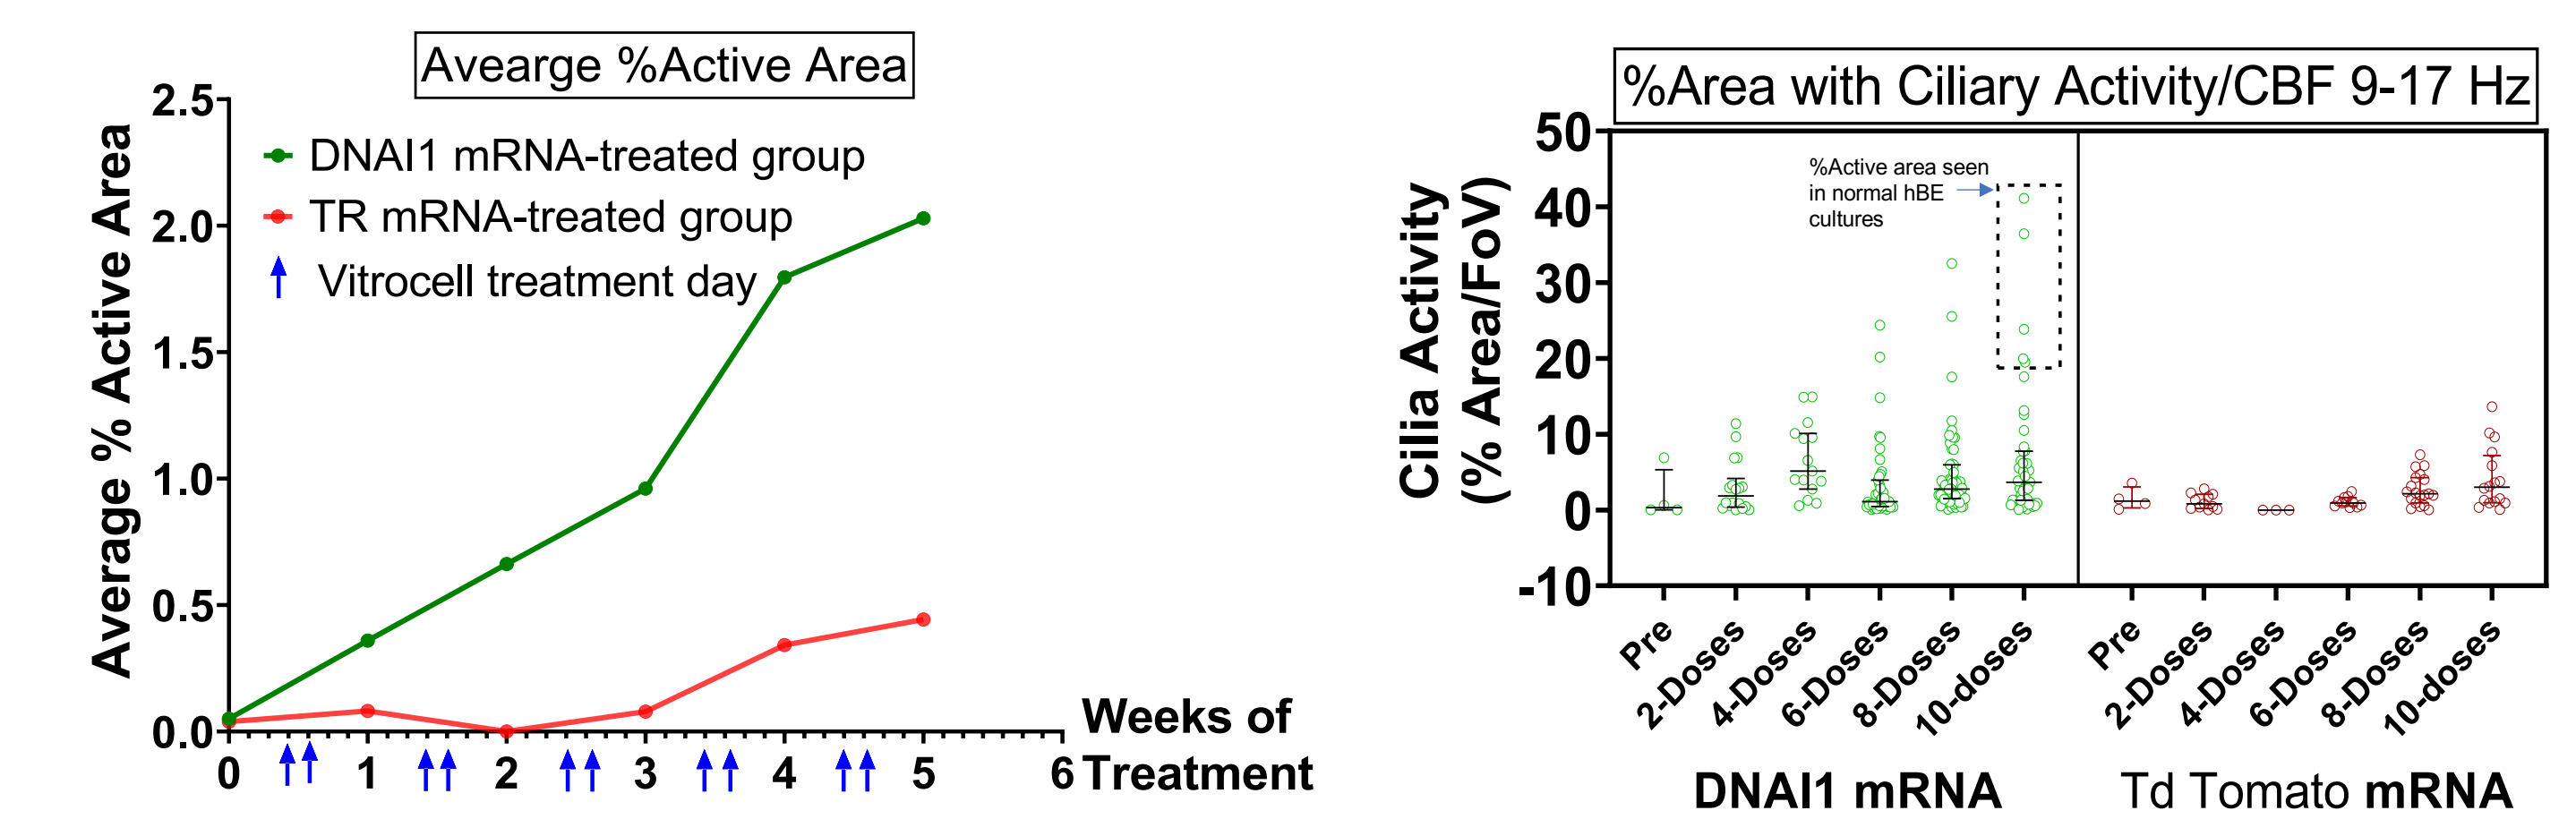 Avearge %Active Area
2.5
2.0
1.5
1.0
0.5
0.0
Average % Active Area
DNAI1 mRNA-treated group
TR mRNA-treated group
Vitrocell treatment day
0 1 2 3 4 5 6
Weeks of
Treatment
%Area with Ciliary Activity/CBF 9-17 Hz
50
40
30
20
10
0
-10
Cilia Activity
(% Area/FoV)
%Active area seen
in normal hBE
cultures
Pre
2-Doses
4-Doses
6-Doses
8-Doses
10-doses
Pre
2-Doses
4-Doses
6-Doses
8-Doses
10-doses
DNAI1 mRNA
Td Tomato mRNA